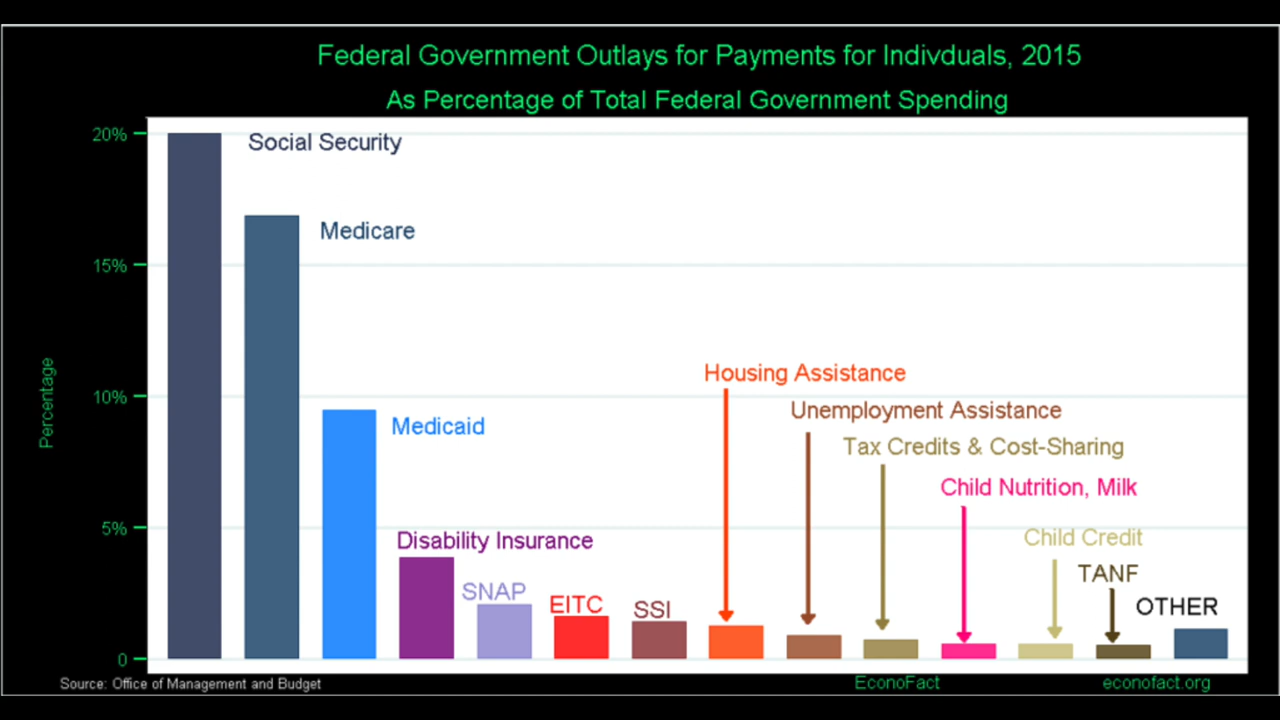 Federal Government Outlays for Payments for Indivduals, 2015
As Percentage of Total Federal Government Spending
20%
15%
10%
5%
0
Percentage
Social Security
Medicare
Medicaid
Disability Insurance
SNAP
EITC
SSI
Housing Assistance
Unemployment Assistance
Tax Credits & Cost-Sharing
Child Nutrition, Milk
Child Credit
TANF
OTHER
Source: Office of Management and Budget
EconoFact
econofact.org